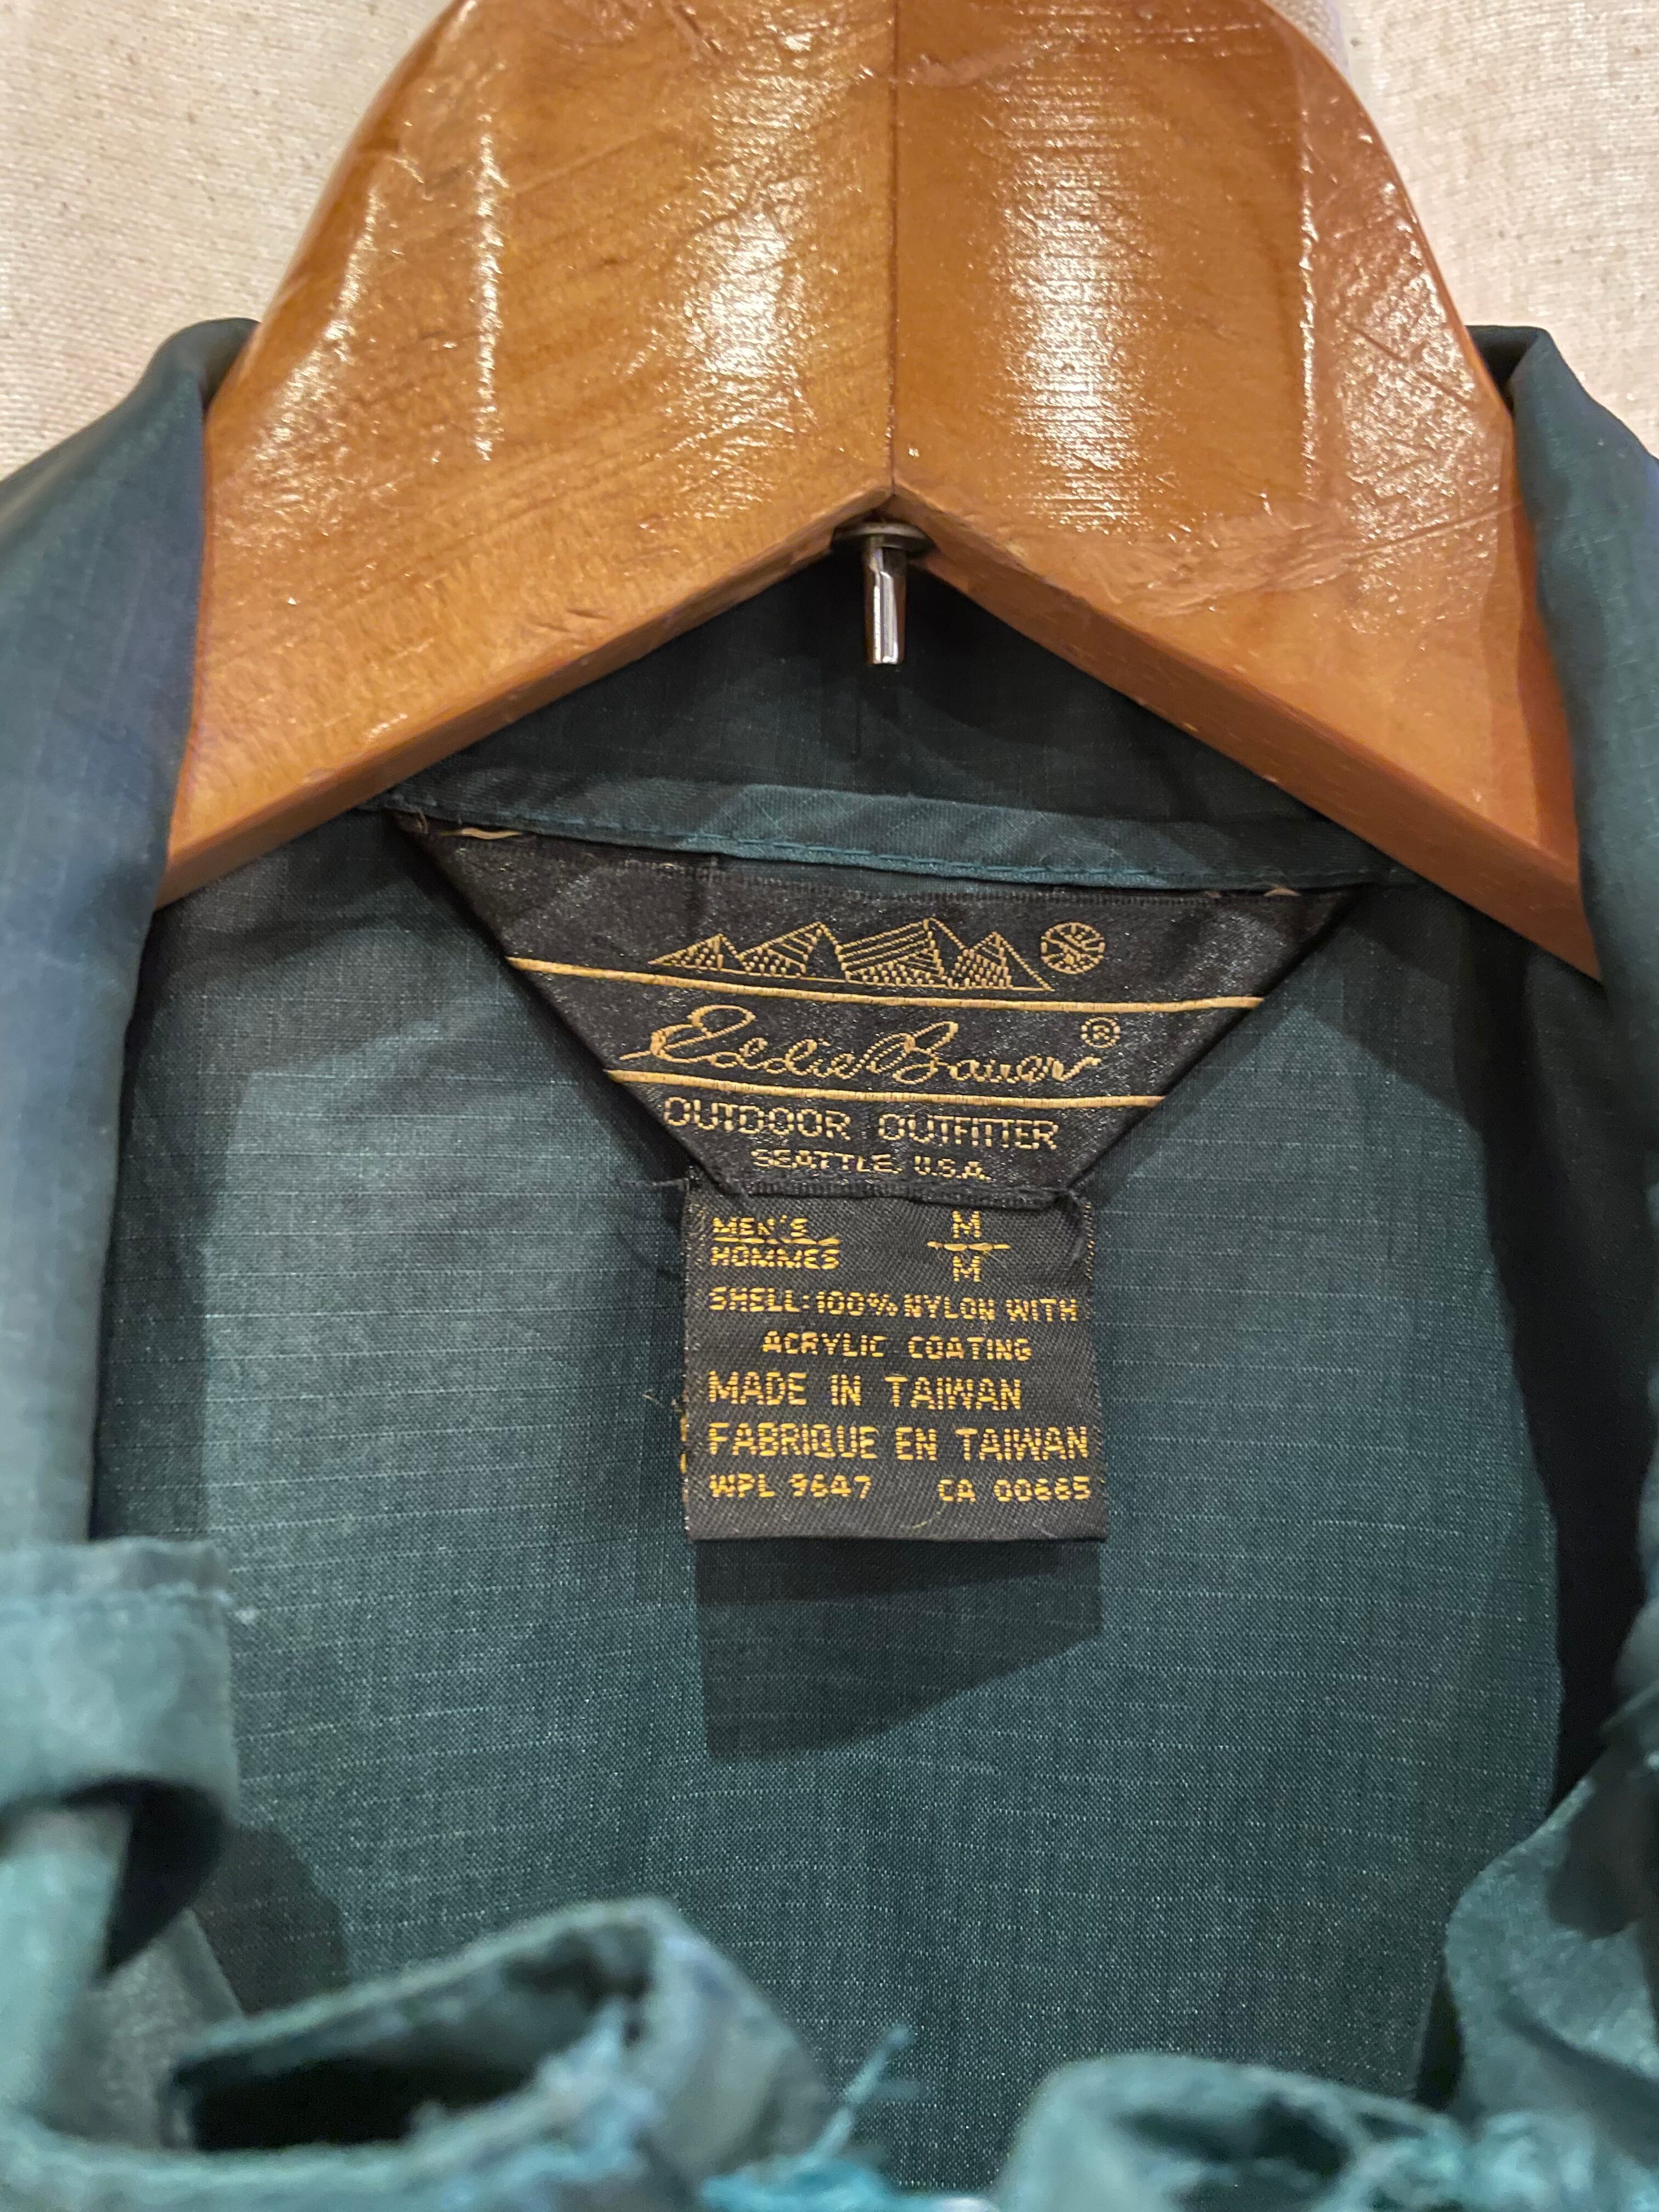 Eddie Bauer®
OUTDOOR OUTFITTER
SEATTLE, U.S.A.
MEN'S M
HOMMES M
SHELL: 100% NYLON WITH
ACRYLIC COATING
MADE IN TAIWAN
FABRIQUE EN TAIWAN
WPL 9647 CA 00665